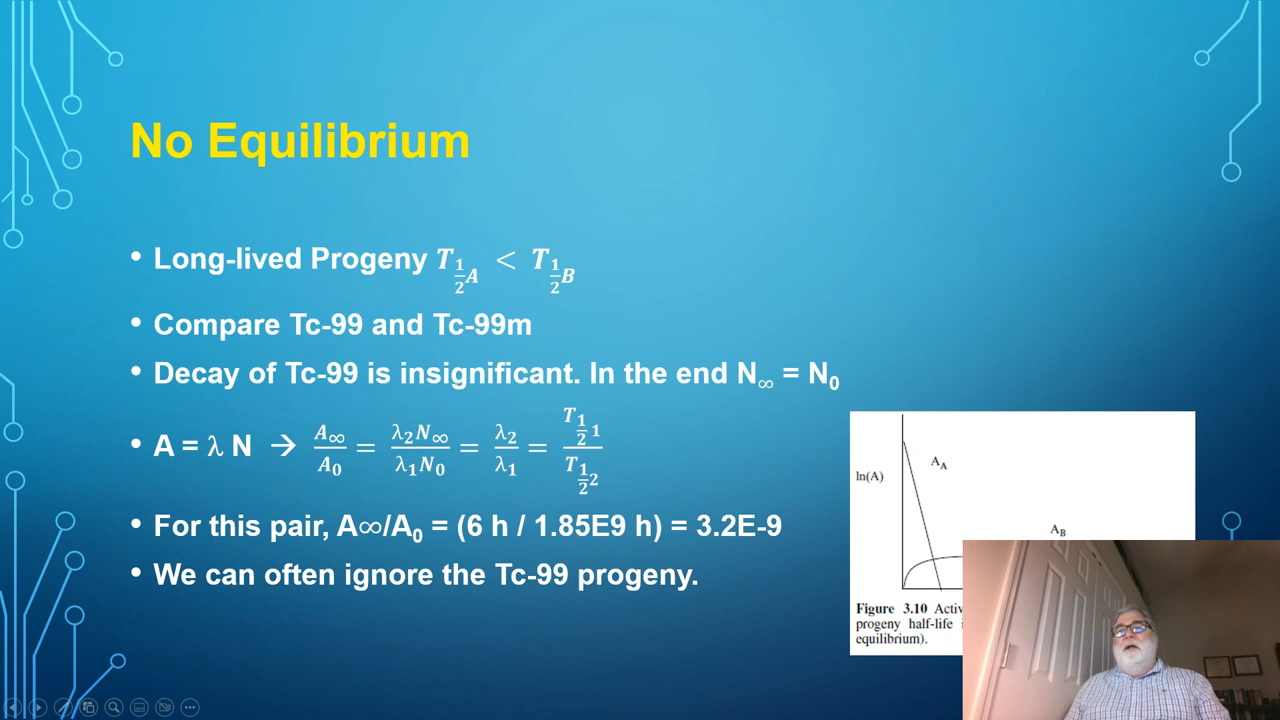 No Equilibrium
• Long-lived Progeny T½A < T½B
• Compare Tc-99 and Tc-99m
• Decay of Tc-99 is insignificant. In the end N∞ = N₀
• A = λ N → A∞/A₀ = λ₂N∞/λ₁N₀ = λ₂/λ₁ = T½1/T½2
• For this pair, A∞/A₀ = (6 h / 1.85E9 h) = 3.2E-9
• We can often ignore the Tc-99 progeny.
ln(A)
A_A
A_B
Figure 3.10
progeny half-life
equilibrium).